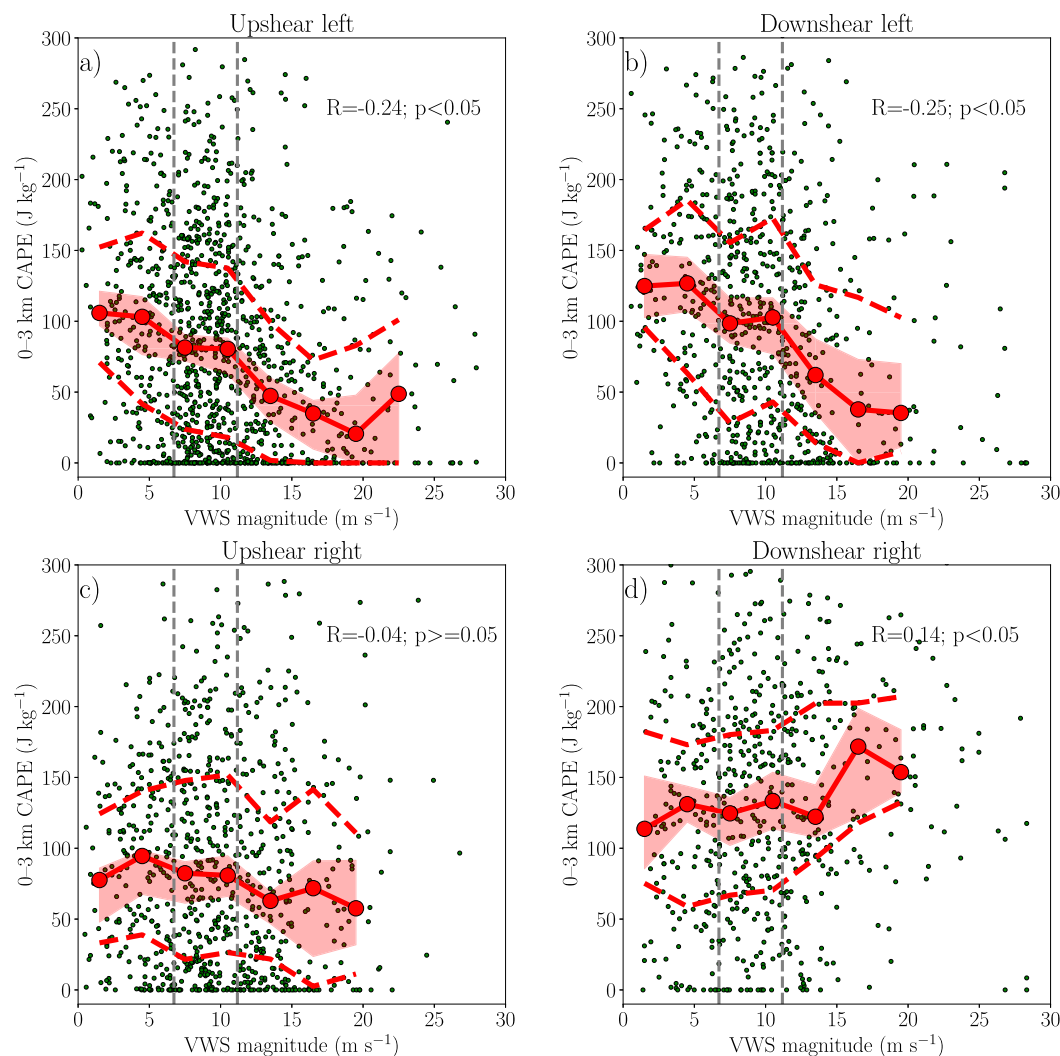 Upshear left
a)
R=-0.24; p<0.05
0–3 km CAPE (J kg⁻¹)
300
250
200
150
100
50
0
0 5 10 15 20 25 30
VWS magnitude (m s⁻¹)
Downshear left
b)
R=-0.25; p<0.05
0–3 km CAPE (J kg⁻¹)
300
250
200
150
100
50
0
0 5 10 15 20 25 30
VWS magnitude (m s⁻¹)
Upshear right
c)
R=-0.04; p>=0.05
0–3 km CAPE (J kg⁻¹)
300
250
200
150
100
50
0
0 5 10 15 20 25 30
VWS magnitude (m s⁻¹)
Downshear right
d)
R=0.14; p<0.05
0–3 km CAPE (J kg⁻¹)
300
250
200
150
100
50
0
0 5 10 15 20 25 30
VWS magnitude (m s⁻¹)